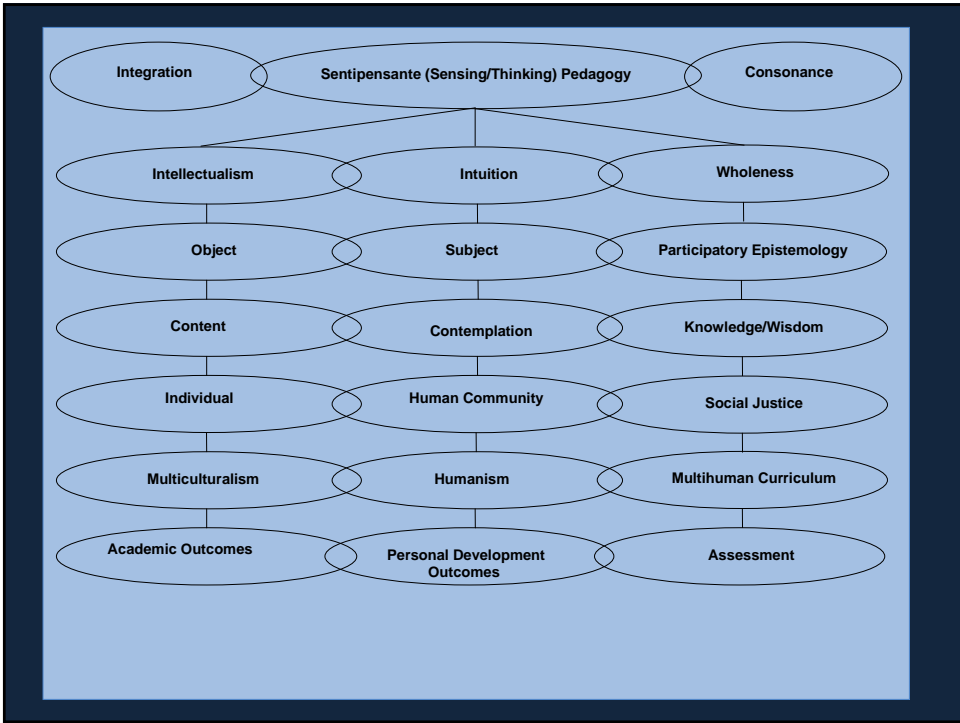 Integration
Sentipensante (Sensing/Thinking) Pedagogy
Consonance
Intellectualism
Intuition
Wholeness
Object
Subject
Participatory Epistemology
Content
Contemplation
Knowledge/Wisdom
Individual
Human Community
Social Justice
Multiculturalism
Humanism
Multihuman Curriculum
Academic Outcomes
Personal Development
Outcomes
Assessment